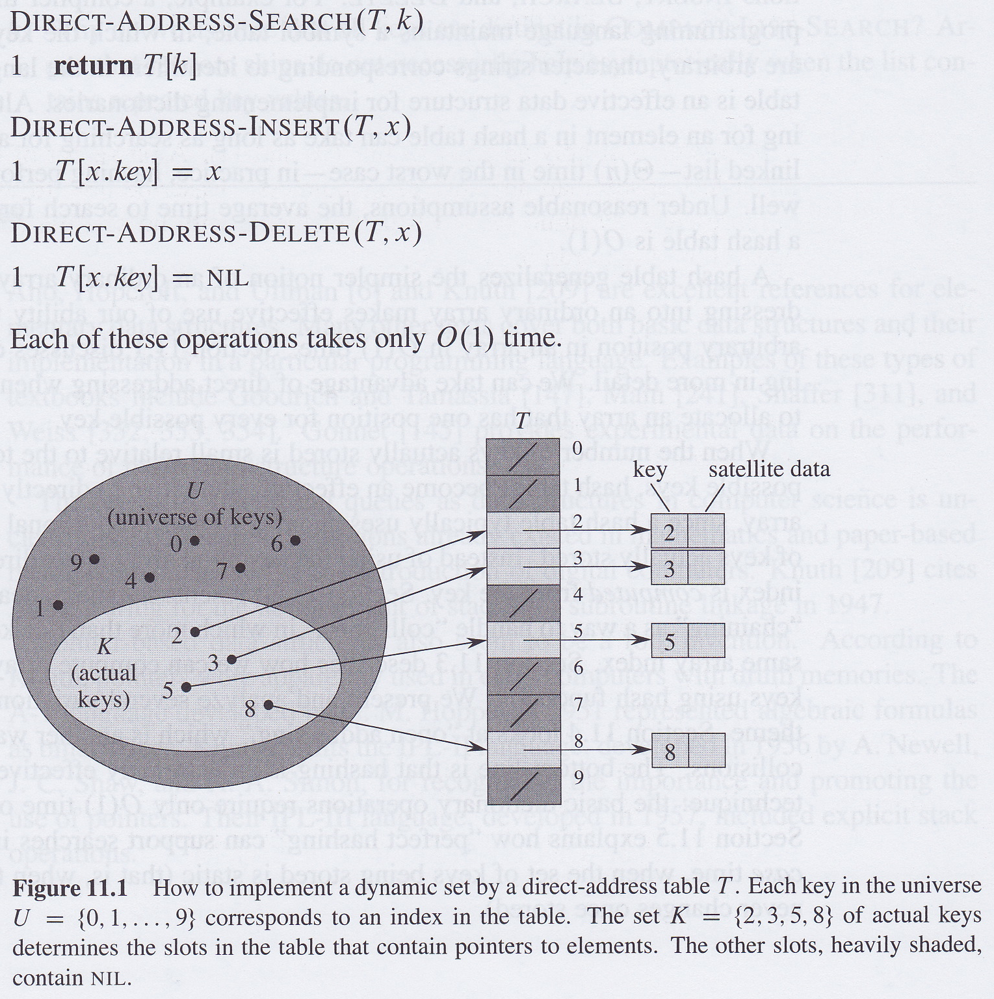 DIRECT-ADDRESS-SEARCH(T, k)
1 return T[k]
DIRECT-ADDRESS-INSERT(T, x)
1 T[x.key] = x
DIRECT-ADDRESS-DELETE(T, x)
1 T[x.key] = NIL
Each of these operations takes only O(1) time.
T
U
(universe of keys)
0
6
9
4
7
1
K
(actual
keys)
2
3
5
8
0
1
2
3
4
5
6
7
8
9
key satellite data
2
3
5
8
Figure 11.1 How to implement a dynamic set by a direct-address table T. Each key in the universe
U = {0, 1, . . . , 9} corresponds to an index in the table. The set K = {2, 3, 5, 8} of actual keys
determines the slots in the table that contain pointers to elements. The other slots, heavily shaded,
contain NIL.